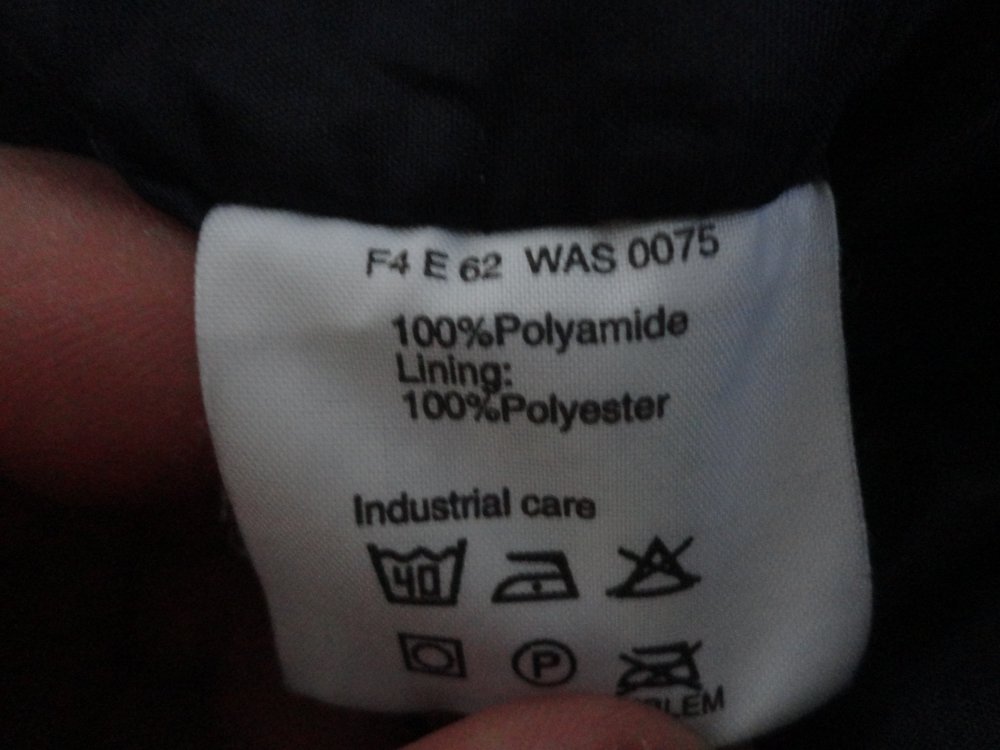 F4 E 62 WAS 0075
100%Polyamide
Lining:
100%Polyester
Industrial care
40
P